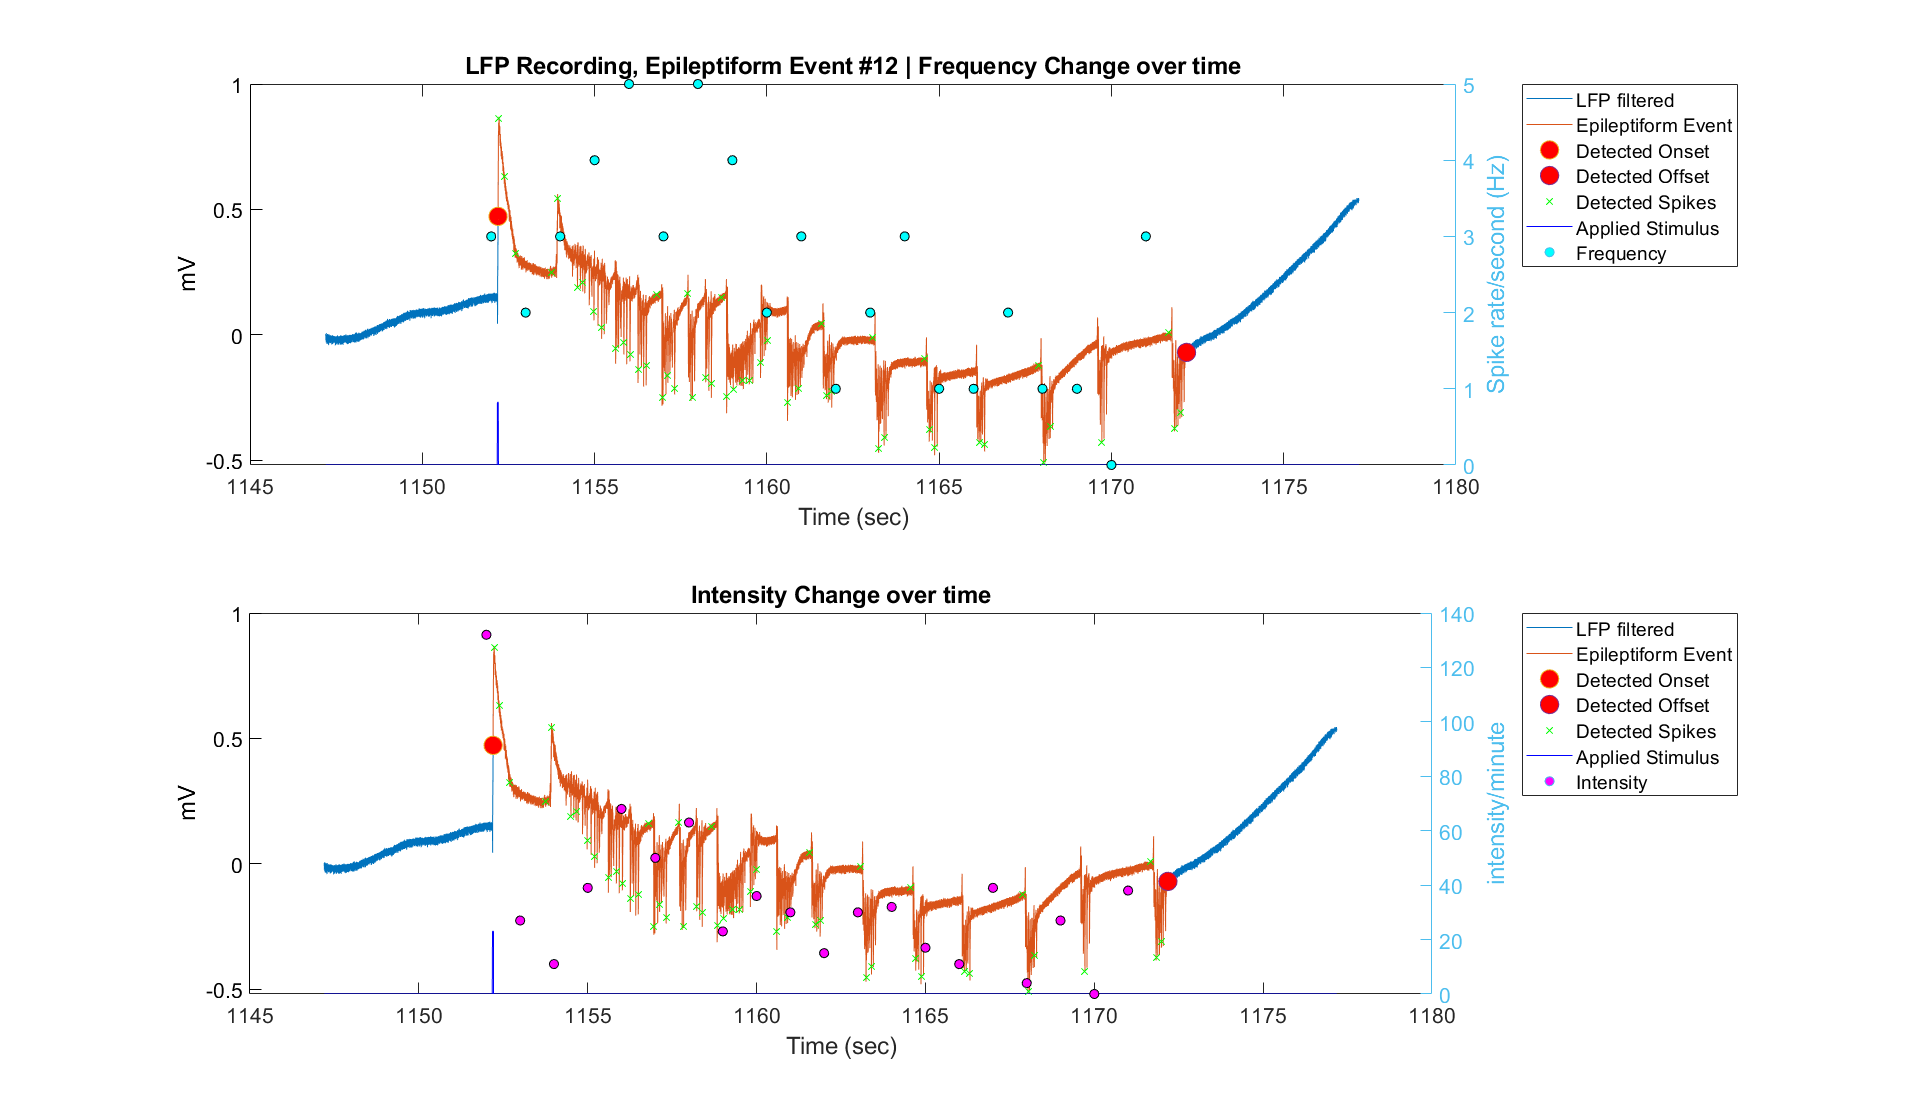 LFP Recording, Epileptiform Event #12 | Frequency Change over time
1
0.5
0
-0.5
mV
1145
1150
1155
1160
1165
1170
1175
1180
Time (sec)
5
4
3
2
1
0
Spike rate/second (Hz)
LFP filtered
Epileptiform Event
Detected Onset
Detected Offset
Detected Spikes
Applied Stimulus
Frequency
Intensity Change over time
1
0.5
0
-0.5
mV
1145
1150
1155
1160
1165
1170
1175
1180
Time (sec)
140
120
100
80
60
40
20
0
intensity/minute
LFP filtered
Epileptiform Event
Detected Onset
Detected Offset
Detected Spikes
Applied Stimulus
Intensity